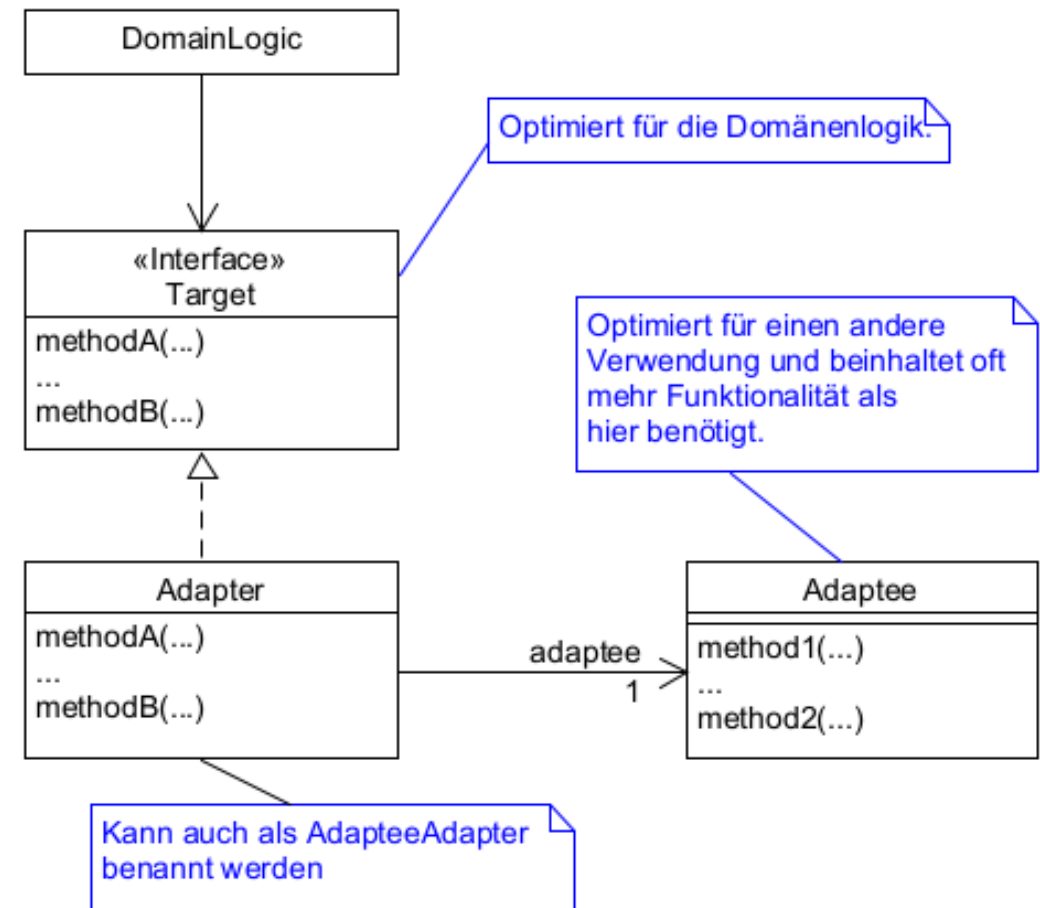 DomainLogic
Optimiert für die Domänenlogik.
«Interface»
Target
methodA(...)
...
methodB(...)
Optimiert für einen andere
Verwendung und beinhaltet oft
mehr Funktionalität als
hier benötigt.
Adapter
methodA(...)
...
methodB(...)
adaptee
1
Adaptee
method1(...)
...
method2(...)
Kann auch als AdapteeAdapter
benannt werden